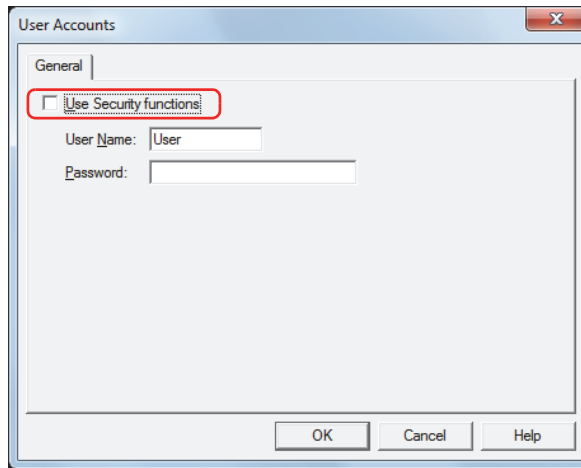 User Accounts
General
Use Security functions
User Name: User
Password:
OK Cancel Help